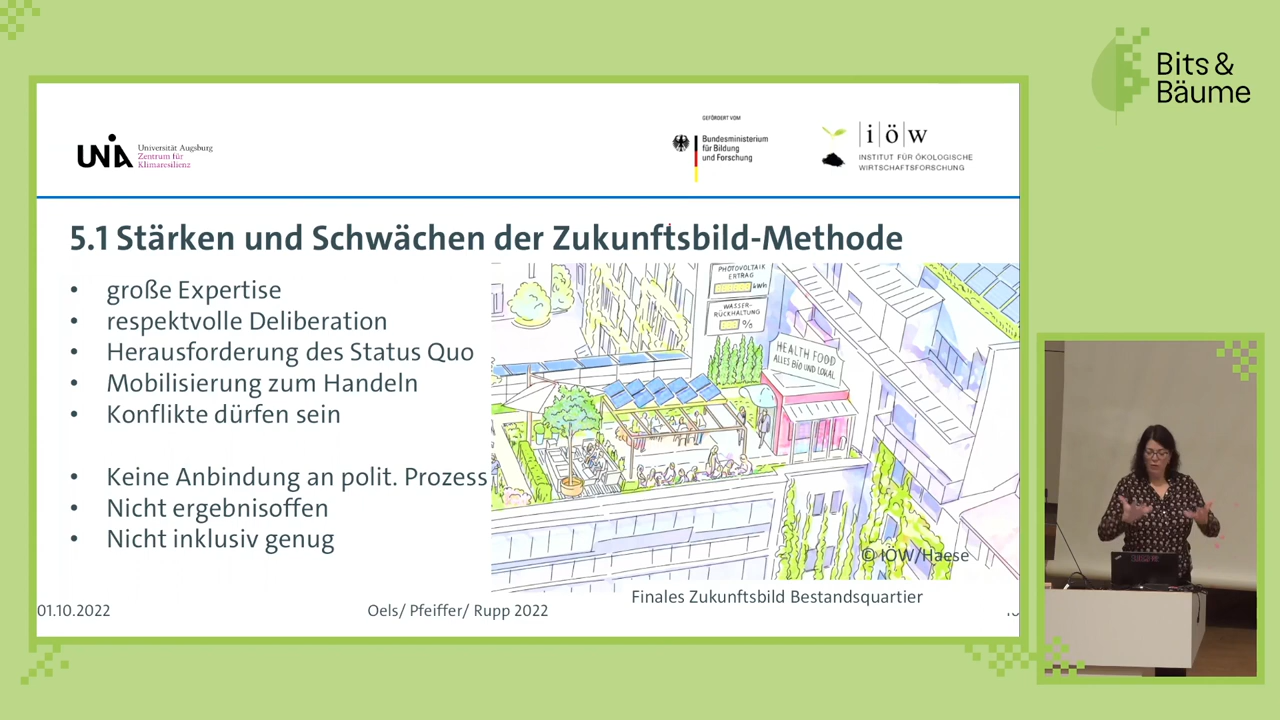 Bits &
Bäume
UNIA
Universität Augsburg
Zentrum für
Klimaresilienz
GEFÖRDERT VOM
Bundesministerium
für Bildung
und Forschung
i ö w
INSTITUT FÜR ÖKOLOGISCHE
WIRTSCHAFTSFORSCHUNG
5.1 Stärken und Schwächen der Zukunftsbild-Methode
• große Expertise
• respektvolle Deliberation
• Herausforderung des Status Quo
• Mobilisierung zum Handeln
• Konflikte dürfen sein
• Keine Anbindung an polit. Prozess
• Nicht ergebnisoffen
• Nicht inklusiv genug
PHOTOVOLTAIK
ERTRAG
kWh
WASSER-
RÜCKHALTUNG
%
HEALTH FOOD
ALLES BIO UND LOKAL
© IÖW/Haese
Finales Zukunftsbild Bestandsquartier
01.10.2022
Oels/ Pfeiffer/ Rupp 2022